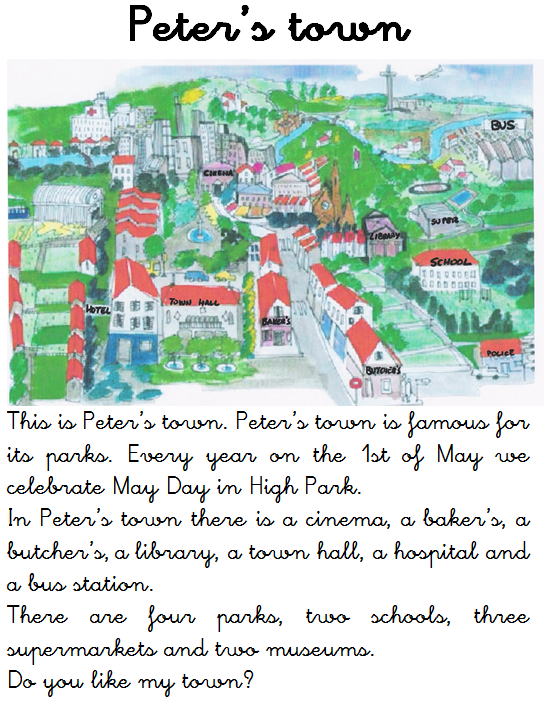 Peter's town
BUS
CINEMA
SUPER
LIBRARY
SCHOOL
HOTEL
TOWN HALL
BAKER'S
POLICE
BUTCHER'S
This is Peter's town. Peter's town is famous for
its parks. Every year on the 1st of May we
celebrate May Day in High Park.
In Peter's town there is a cinema, a baker's, a
butcher's, a library, a town hall, a hospital and
a bus station.
There are four parks, two schools, three
supermarkets and two museums.
Do you like my town?